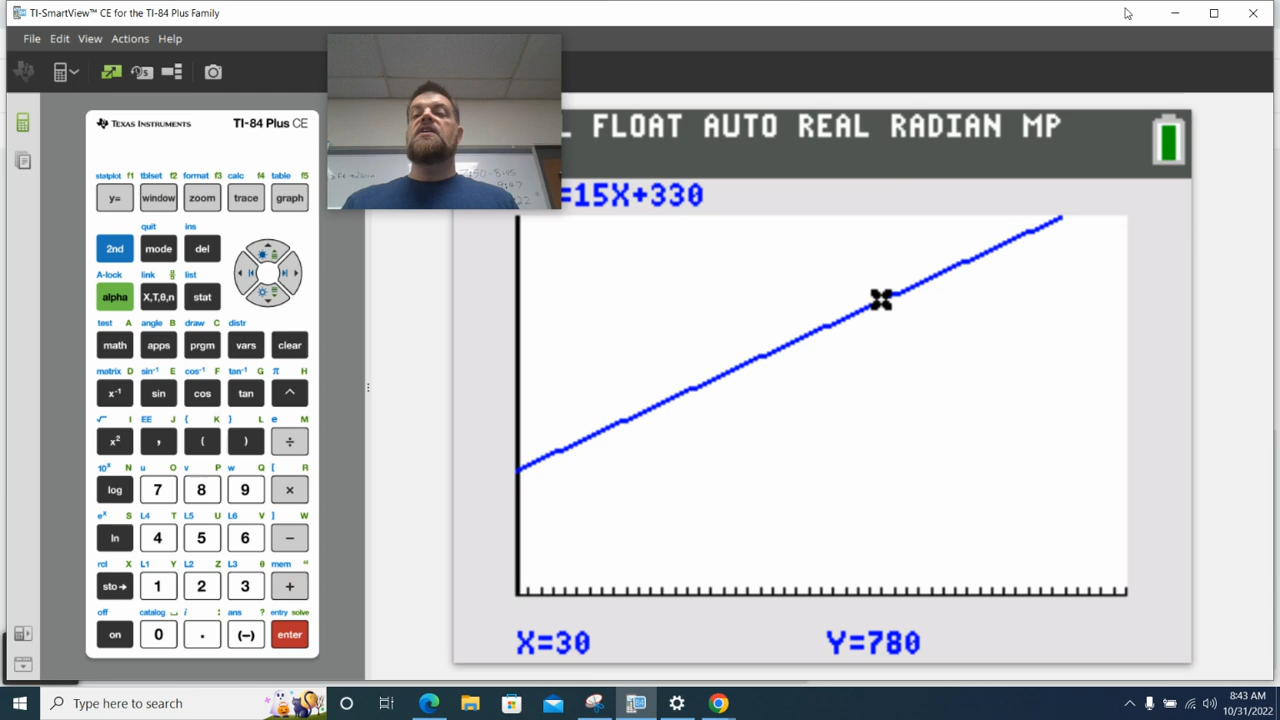 TI-SmartView™ CE for the TI-84 Plus Family
File Edit View Actions Help
TEXAS INSTRUMENTS TI-84 Plus CE
statplot f1 tblset f2 format f3 calc f4 table f5
y= window zoom trace graph
quit ins
2nd mode del
A-lock link list
alpha X,T,θ,n stat
test A angle B draw C distr
math apps prgm vars clear
matrix D sin⁻¹ E cos⁻¹ F tan⁻¹ G π H
x⁻¹ sin cos tan ^
√ I EE J { K } L e M
x² , ( ) ÷
10ˣ N u O v P w Q [ R
log 7 8 9 ×
eˣ S L4 T L5 U L6 V ] W
ln 4 5 6 −
rcl X L1 Y L2 Z L3 θ mem "
sto→ 1 2 3 +
off catalog i : ans ? entry solve
on 0 . (−) enter
7:50-8:45
9:47
L FLOAT AUTO REAL RADIAN MP
=15X+330
X=30 Y=780
Type here to search
8:43 AM
10/31/2022